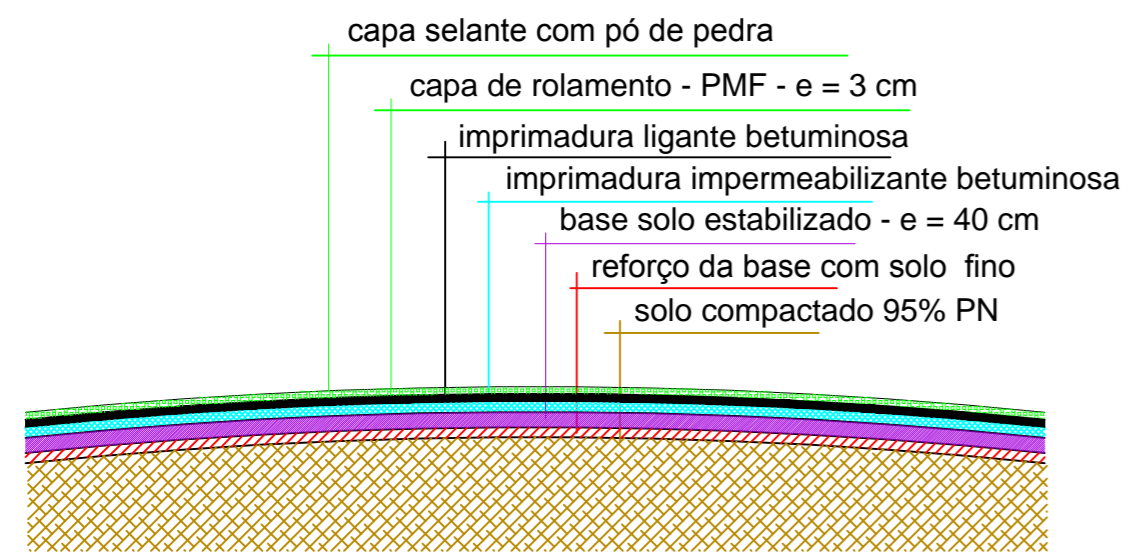 capa selante com pó de pedra
capa de rolamento - PMF - e = 3 cm
imprimadura ligante betuminosa
imprimadura impermeabilizante betuminosa
base solo estabilizado - e = 40 cm
reforço da base com solo fino
solo compactado 95% PN